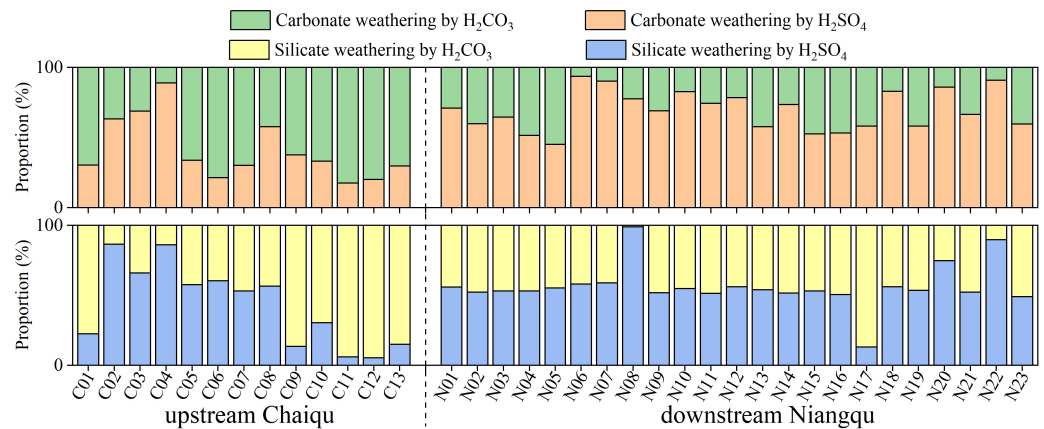 Carbonate weathering by H₂CO₃ Carbonate weathering by H₂SO₄
Silicate weathering by H₂CO₃ Silicate weathering by H₂SO₄
100
Proportion (%)
0
100
Proportion (%)
0
C01 C02 C03 C04 C05 C06 C07 C08 C09 C10 C11 C12 C13 N01 N02 N03 N04 N05 N06 N07 N08 N09 N10 N11 N12 N13 N14 N15 N16 N17 N18 N19 N20 N21 N22 N23
upstream Chaiqu downstream Niangqu